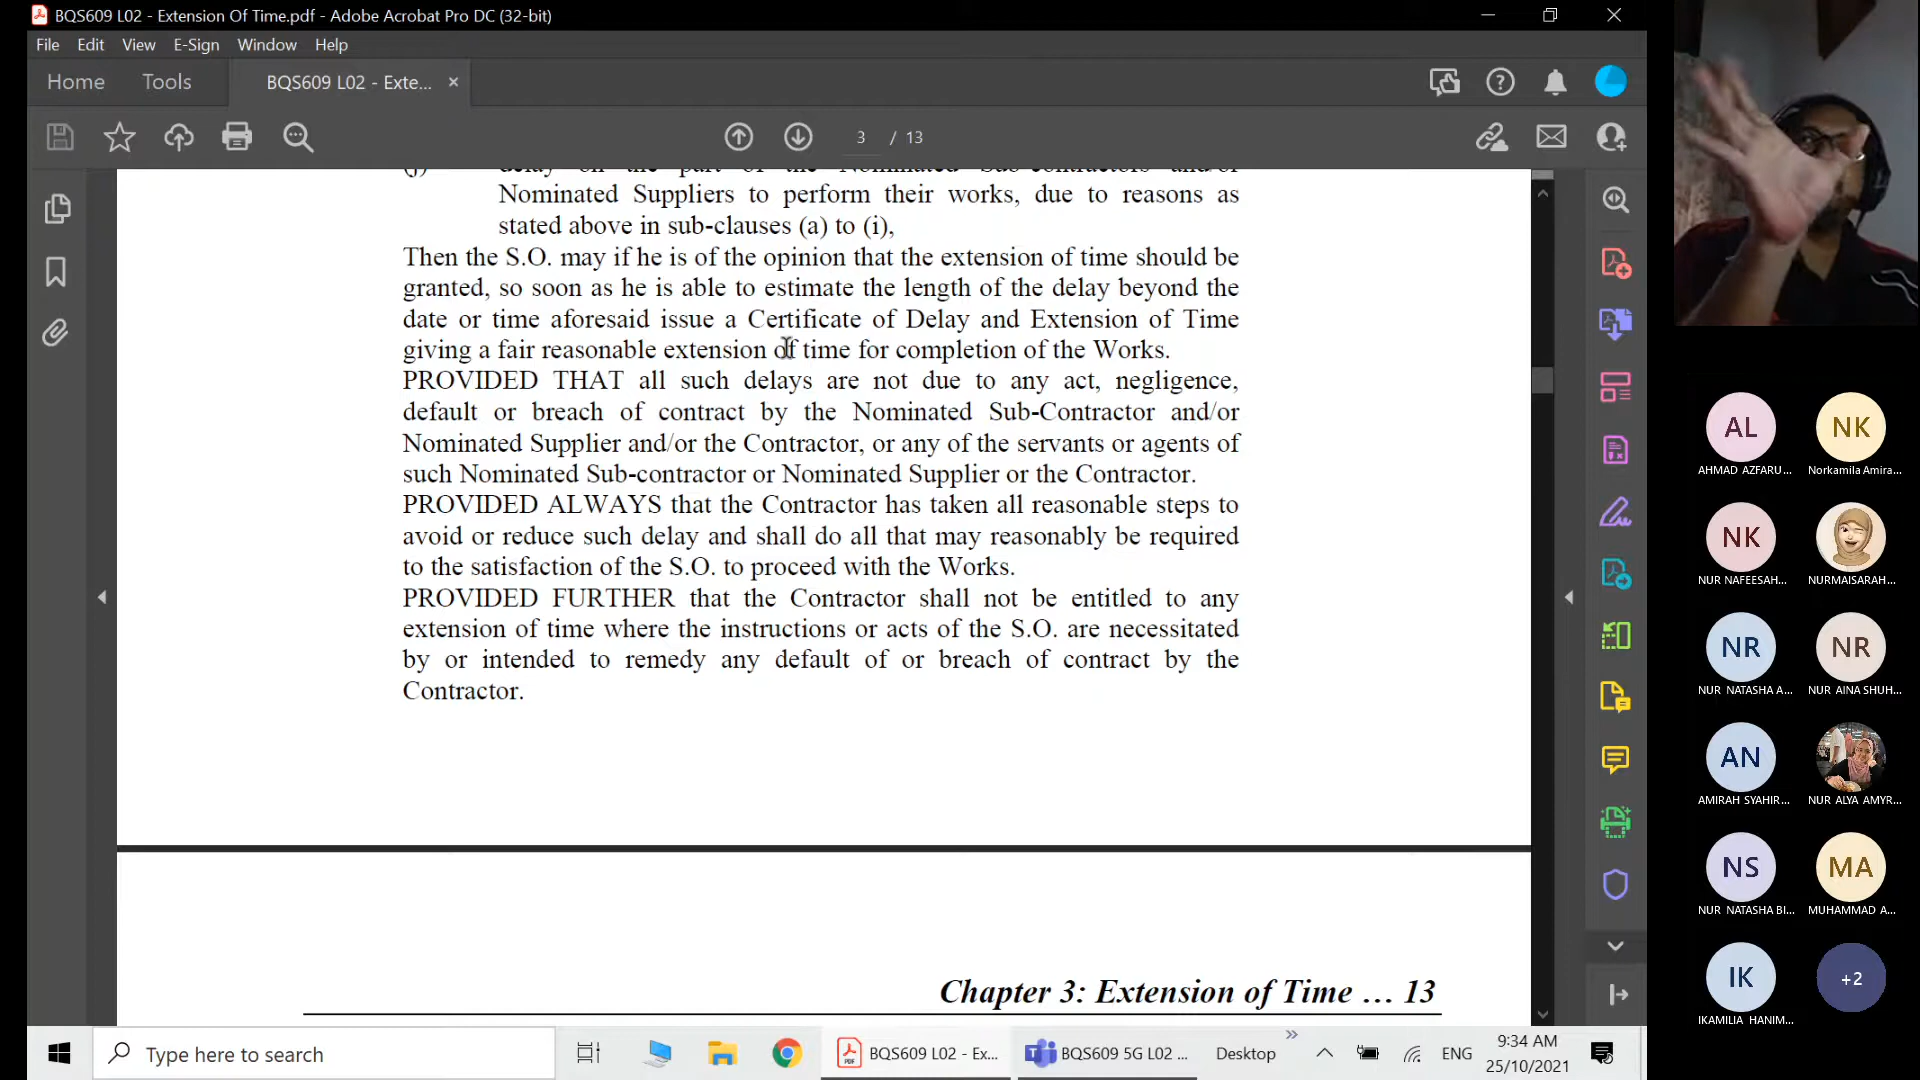 BQS609 L02 - Extension Of Time.pdf - Adobe Acrobat Pro DC (32-bit)
File Edit View E-Sign Window Help
Home Tools BQS609 L02 - Exte...
3 / 13
(j) delay on the part of the Nominated Sub-contractors and/or
Nominated Suppliers to perform their works, due to reasons as
stated above in sub-clauses (a) to (i),
Then the S.O. may if he is of the opinion that the extension of time should be
granted, so soon as he is able to estimate the length of the delay beyond the
date or time aforesaid issue a Certificate of Delay and Extension of Time
giving a fair reasonable extension of time for completion of the Works.
PROVIDED THAT all such delays are not due to any act, negligence,
default or breach of contract by the Nominated Sub-Contractor and/or
Nominated Supplier and/or the Contractor, or any of the servants or agents of
such Nominated Sub-contractor or Nominated Supplier or the Contractor.
PROVIDED ALWAYS that the Contractor has taken all reasonable steps to
avoid or reduce such delay and shall do all that may reasonably be required
to the satisfaction of the S.O. to proceed with the Works.
PROVIDED FURTHER that the Contractor shall not be entitled to any
extension of time where the instructions or acts of the S.O. are necessitated
by or intended to remedy any default of or breach of contract by the
Contractor.
Chapter 3: Extension of Time ... 13
AL NK
AHMAD AZFARU... Norkamila Amira...
NK
NUR NAFEESAH... NURMAISARAH...
NR NR
NUR NATASHA A... NUR AINA SHUH...
AN
AMIRAH SYAHIR... NUR ALYA AMYR...
NS MA
NUR NATASHA BI... MUHAMMAD A...
IK +2
IKAMILIA HANIM...
Type here to search
BQS609 L02 - Ex...
BQS609 5G L02 ...
Desktop
ENG
9:34 AM
25/10/2021